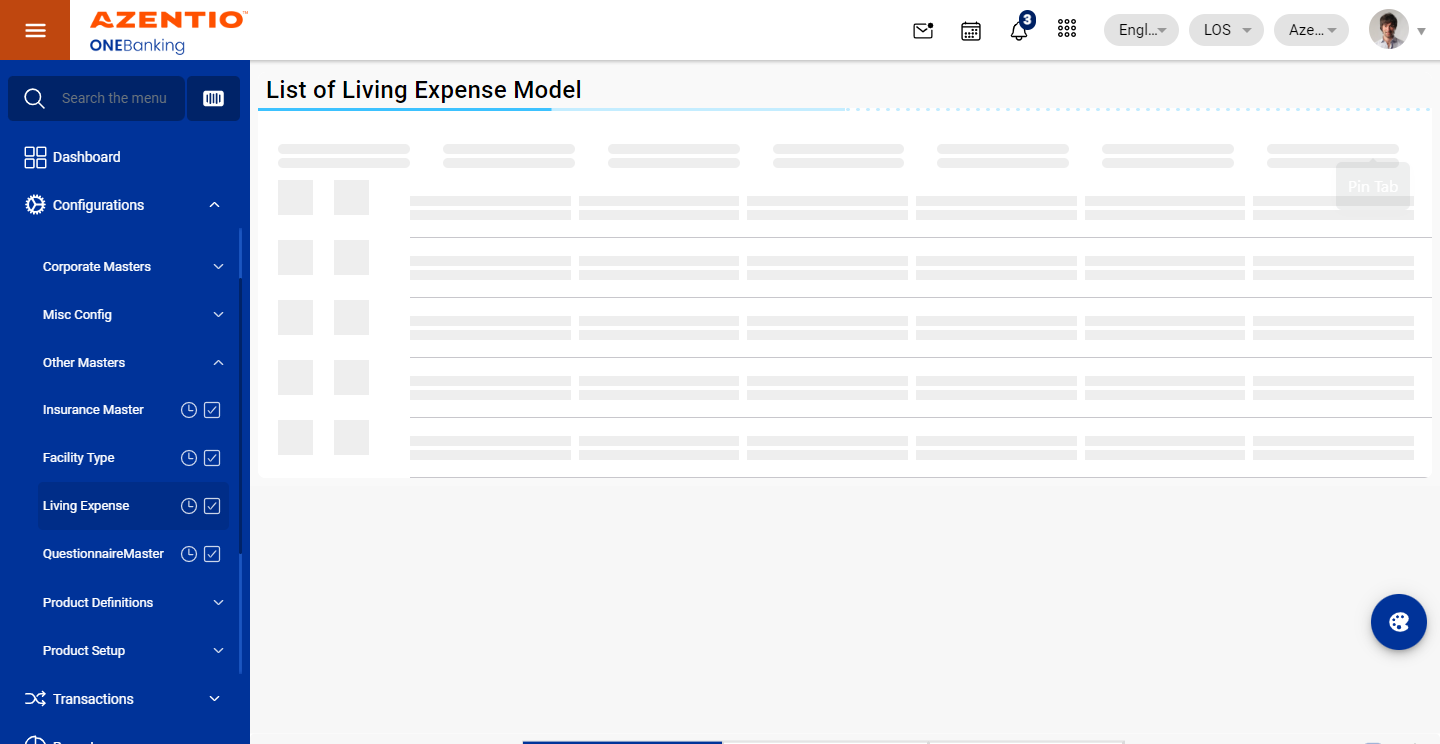 AZENTIO™
ONEBanking
3
Engl...
LOS
Aze...
Search the menu
Dashboard
Configurations
Corporate Masters
Misc Config
Other Masters
Insurance Master
Facility Type
Living Expense
QuestionnaireMaster
Product Definitions
Product Setup
Transactions
List of Living Expense Model
Pin Tab